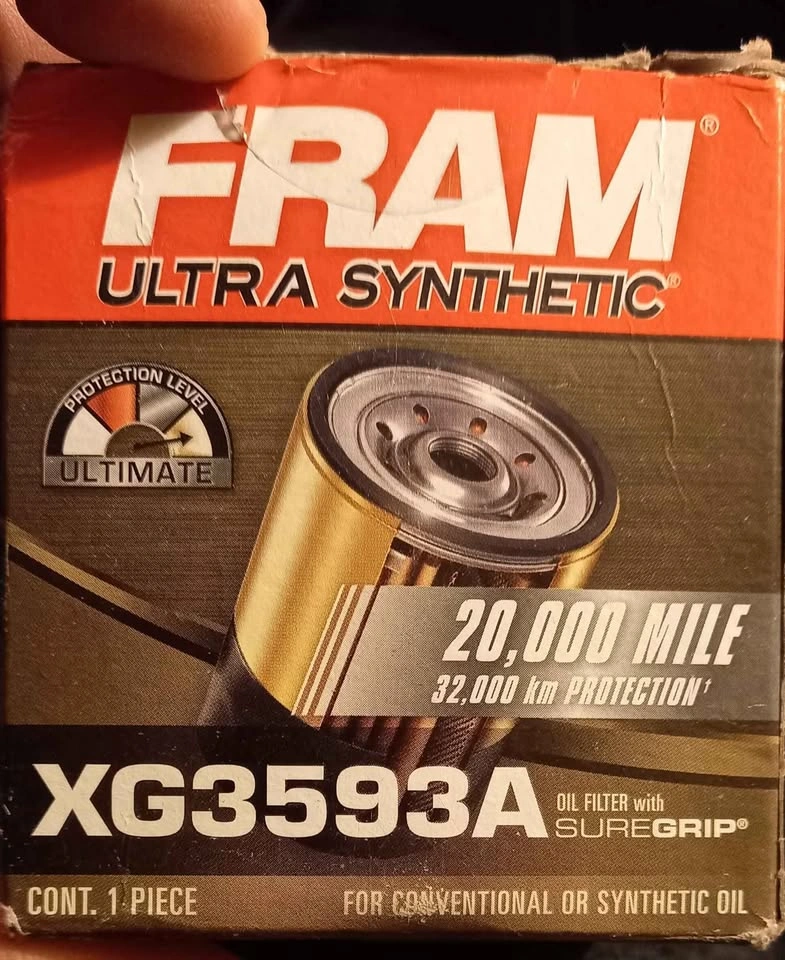 FRAM®
ULTRA SYNTHETIC®
PROTECTION LEVEL
ULTIMATE
20,000 MILE
32,000 km PROTECTION†
XG3593A
OIL FILTER with
SUREGRIP®
CONT. 1 PIECE
FOR CONVENTIONAL OR SYNTHETIC OIL